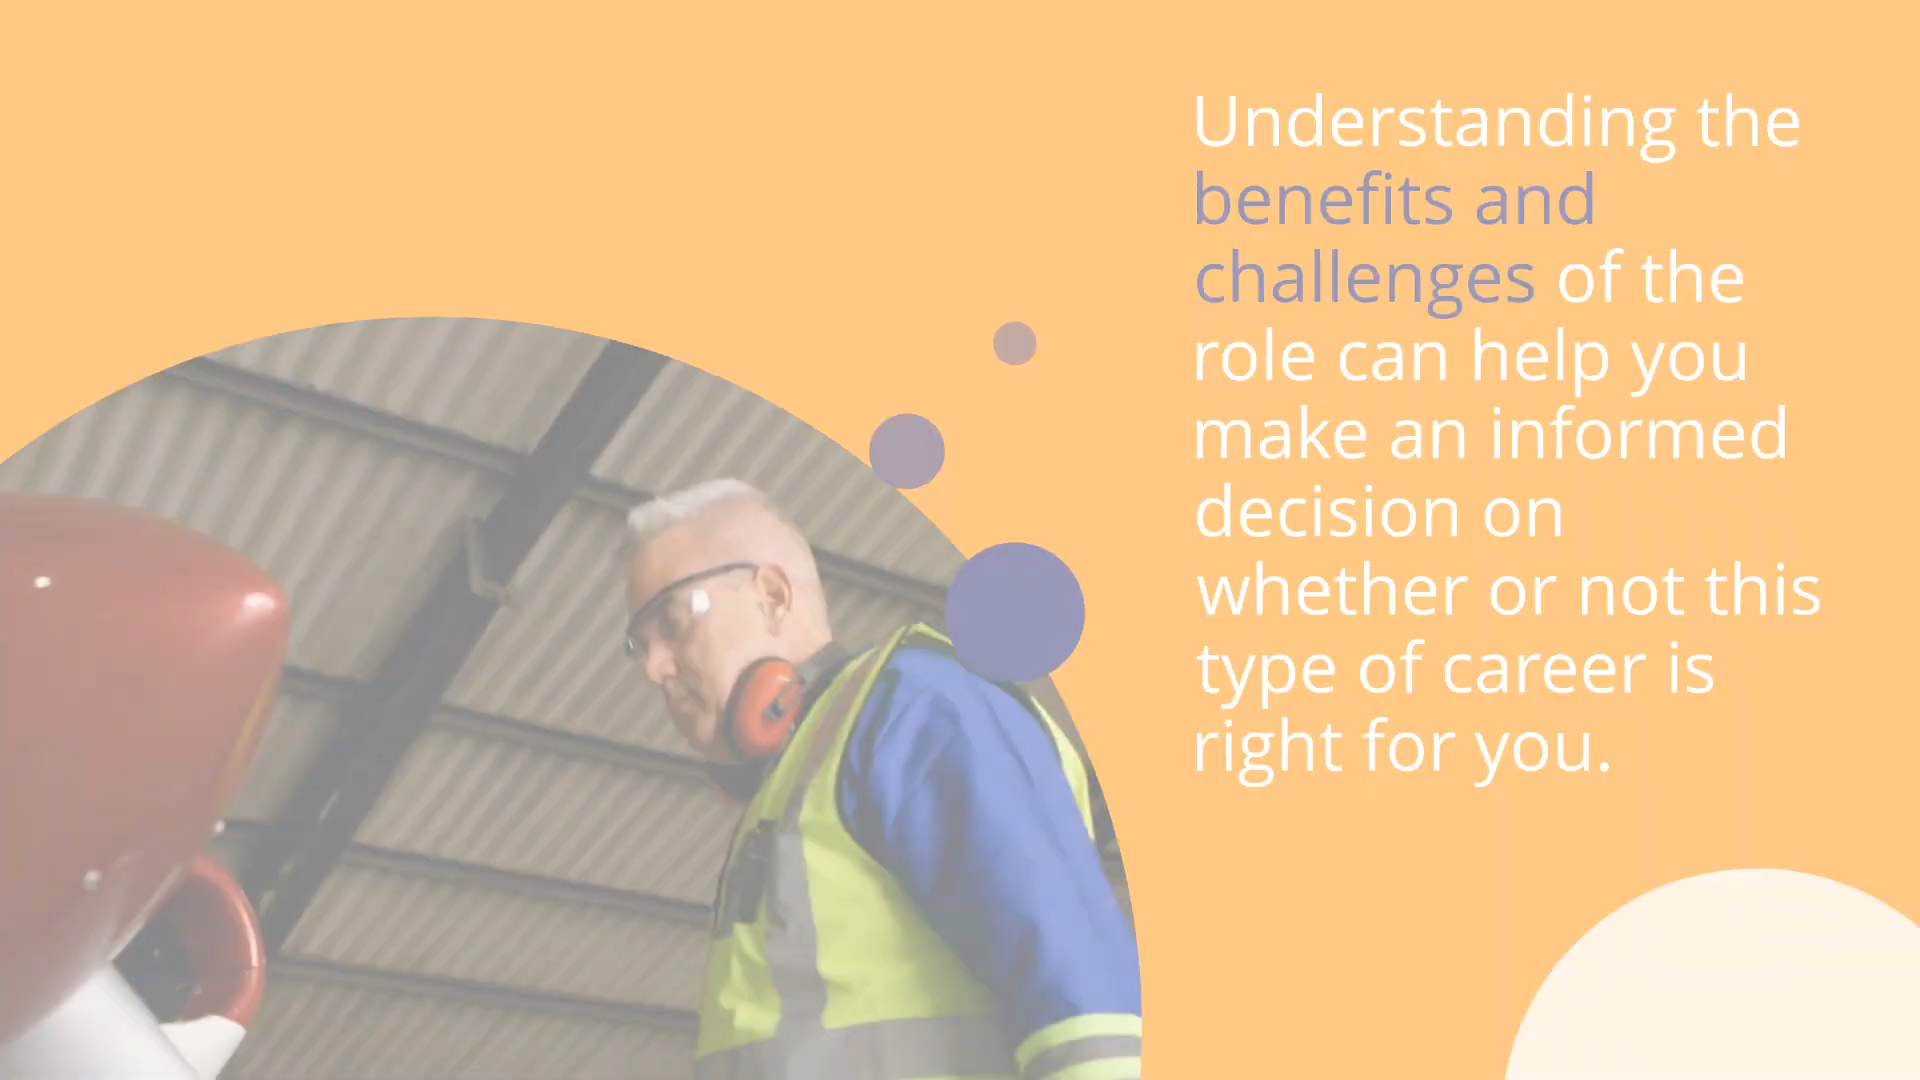 Understanding the
benefits and
challenges of the
role can help you
make an informed
decision on
whether or not this
type of career is
right for you.